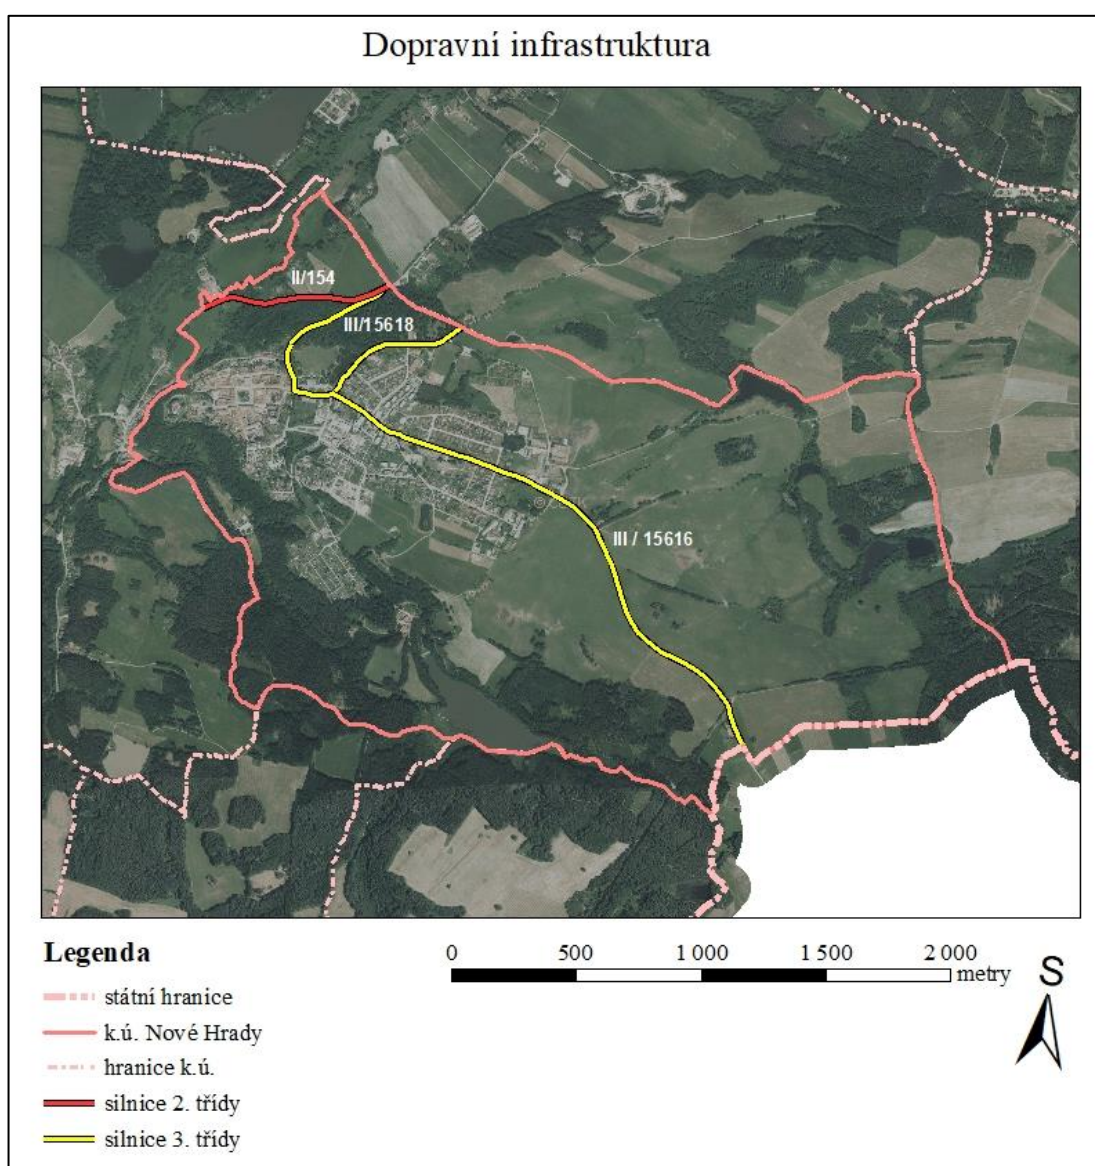 Dopravní infrastruktura
II/154
III/15618
III / 15616
Legenda
státní hranice
k.ú. Nové Hrady
hranice k.ú.
silnice 2. třídy
silnice 3. třídy
0 500 1 000 1 500 2 000
metry
S